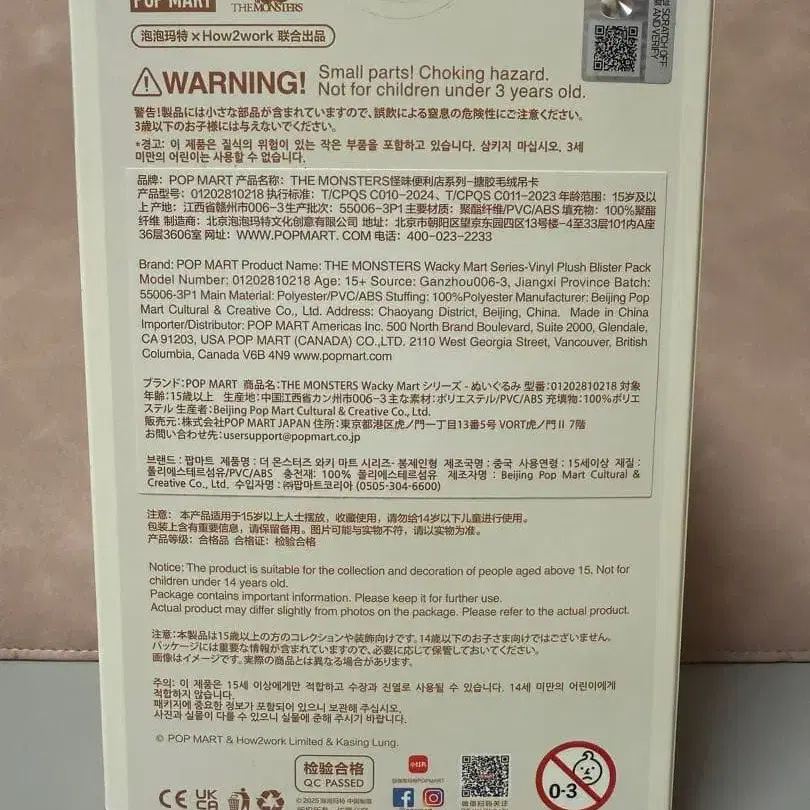 POP MART
THE MONSTERS
泡泡玛特×How2work 联合出品
SCRATCH OFF
AND VERIFY
WARNING! Small parts! Choking hazard.
Not for children under 3 years old.
警告!製品には小さな部品が含まれていますので、誤飲による窒息の危険性にご注意ください。
3歳以下のお子様には与えないでください。
*경고: 이 제품은 질식의 위험이 있는 작은 부품을 포함하고 있습니다. 삼키지 마십시오. 3세
미만의 어린이는 사용할 수 없습니다.
品牌: POP MART 产品名称: THE MONSTERS怪味便利店系列-搪胶毛绒吊卡
产品型号: 01202810218 执行标准: T/CPQS C010-2024、T/CPQS C011-2023 年龄范围: 15岁及以
上 产地: 江西省赣州市006-3 生产批次: 55006-3P1 主要材质: 聚酯纤维/PVC/ABS 填充物: 100%聚酯
纤维 制造商: 北京泡泡玛特文化创意有限公司 地址: 北京市朝阳区望京东园四区13号楼-4至33层101内A座
36层3606室 网址: WWW.POPMART. COM 电话: 400-023-2233
Brand: POP MART Product Name: THE MONSTERS Wacky Mart Series-Vinyl Plush Blister Pack
Model Number: 01202810218 Age: 15+ Source: Ganzhou006-3, Jiangxi Province Batch:
55006-3P1 Main Material: Polyester/PVC/ABS Stuffing: 100%Polyester Manufacturer: Beijing Pop
Mart Cultural & Creative Co., Ltd. Address: Chaoyang District, Beijing, China. Made in China
Importer/Distributor: POP MART Americas Inc. 500 North Brand Boulevard, Suite 2000, Glendale,
CA 91203, USA POP MART (CANADA) CO.,LTD. 2110 West Georgia Street, Vancouver, British
Columbia, Canada V6B 4N9 www.popmart.com
ブランド:POP MART 商品名:THE MONSTERS Wacky Mart シリーズ - ぬいぐるみ 型番:01202810218 対象
年齢:15歳以上 生産地:中国江西省カン州市006-3 主な素材:ポリエステル/PVC/ABS 充填物:100%ポリエ
ステル 生産者:Beijing Pop Mart Cultural & Creative Co., Ltd.
販売元:株式会社POP MART JAPAN 住所:東京都港区虎ノ門一丁目13番5号 VORT虎ノ門Ⅱ 7階
お問い合わせ先:usersupport@popmart.co.jp
브랜드 : 팝마트 제품명 : 더 몬스터즈 와키 마트 시리즈- 봉제인형 제조국명 : 중국 사용연령 : 15세이상 재질 :
폴리에스테르섬유/PVC/ABS 충전재: 100% 폴리에스테르섬유 제조자명 : Beijing Pop Mart Cultural &
Creative Co., Ltd. 수입자명 : ㈜팝마트코리아 (0505-304-6600)
注意: 本产品适用于15岁以上人士摆放，收藏使用，请勿给14岁以下儿童进行使用。
包装上含有重要信息，请保留备用。图片可能与实物不符，请以实物为准。
产品等级: 合格品 合格证: 检验合格
Notice: The product is suitable for the collection and decoration of people aged above 15. Not for
children under 14 years old.
Package contains important information. Please keep it for further use.
Actual product may differ slightly from photos on the package. Please refer to the actual product.
注意:本製品は15歳以上の方のコレクションや装飾向けです。14歳以下のお子さま向けではございません。
パッケージには重要な情報が含まれていますので、必要に応じて保管しておいてください。
画像はイメージです。実際の商品とは異なる場合があります。
주의: 이 제품은 15세 이상에게만 적합하고 수장과 진열로 사용될 수 있습니다. 14세 미만의 어린이에게
적합하지 않습니다.
패키지에 중요한 정보가 포함되어 있으니 보관해 주십시오.
사진과 실물이 다를 수 있으니 실물에 준해 주시기 바랍니다.
© POP MART & How2work Limited & Kasing Lung.
检验合格
QC PASSED
小红书
@泡泡玛特POPMART
CE UK
CA
© 2025 泡泡玛特 中国制造
0-3